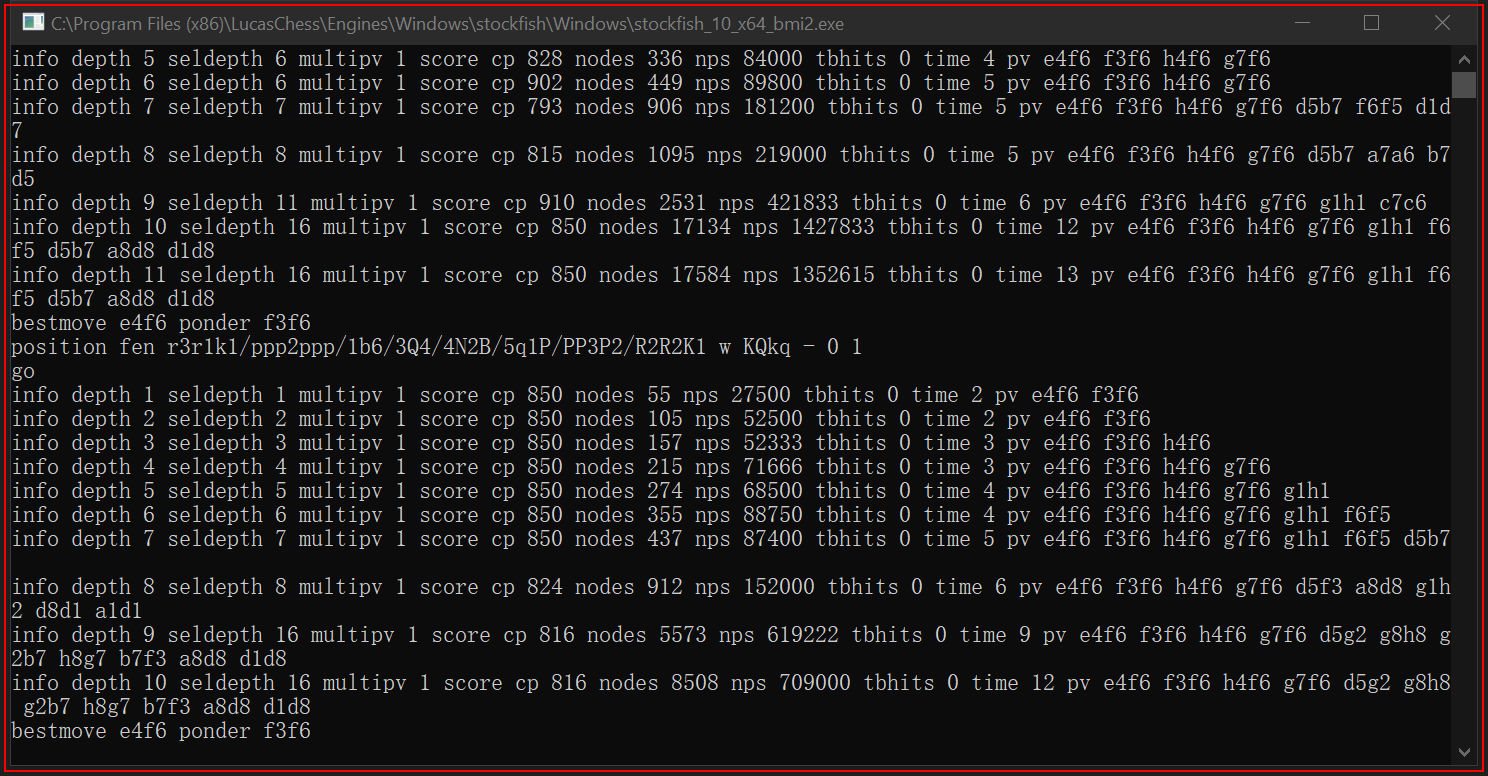 C:\Program Files (x86)\LucasChess\Engines\Windows\stockfish\Windows\stockfish_10_x64_bmi2.exe
info depth 5 seldepth 6 multipv 1 score cp 828 nodes 336 nps 84000 tbhits 0 time 4 pv e4f6 f3f6 h4f6 g7f6
info depth 6 seldepth 6 multipv 1 score cp 902 nodes 449 nps 89800 tbhits 0 time 5 pv e4f6 f3f6 h4f6 g7f6
info depth 7 seldepth 7 multipv 1 score cp 793 nodes 906 nps 181200 tbhits 0 time 5 pv e4f6 f3f6 h4f6 g7f6 d5b7 f6f5 d1d
7
info depth 8 seldepth 8 multipv 1 score cp 815 nodes 1095 nps 219000 tbhits 0 time 5 pv e4f6 f3f6 h4f6 g7f6 d5b7 a7a6 b7
d5
info depth 9 seldepth 11 multipv 1 score cp 910 nodes 2531 nps 421833 tbhits 0 time 6 pv e4f6 f3f6 h4f6 g7f6 g1h1 c7c6
info depth 10 seldepth 16 multipv 1 score cp 850 nodes 17134 nps 1427833 tbhits 0 time 12 pv e4f6 f3f6 h4f6 g7f6 g1h1 f6
f5 d5b7 a8d8 d1d8
info depth 11 seldepth 16 multipv 1 score cp 850 nodes 17584 nps 1352615 tbhits 0 time 13 pv e4f6 f3f6 h4f6 g7f6 g1h1 f6
f5 d5b7 a8d8 d1d8
bestmove e4f6 ponder f3f6
position fen r3r1k1/ppp2ppp/1b6/3Q4/4N2B/5q1P/PP3P2/R2R2K1 w KQkq - 0 1
go
info depth 1 seldepth 1 multipv 1 score cp 850 nodes 55 nps 27500 tbhits 0 time 2 pv e4f6 f3f6
info depth 2 seldepth 2 multipv 1 score cp 850 nodes 105 nps 52500 tbhits 0 time 2 pv e4f6 f3f6
info depth 3 seldepth 3 multipv 1 score cp 850 nodes 157 nps 52333 tbhits 0 time 3 pv e4f6 f3f6 h4f6
info depth 4 seldepth 4 multipv 1 score cp 850 nodes 215 nps 71666 tbhits 0 time 3 pv e4f6 f3f6 h4f6 g7f6
info depth 5 seldepth 5 multipv 1 score cp 850 nodes 274 nps 68500 tbhits 0 time 4 pv e4f6 f3f6 h4f6 g7f6 g1h1
info depth 6 seldepth 6 multipv 1 score cp 850 nodes 355 nps 88750 tbhits 0 time 4 pv e4f6 f3f6 h4f6 g7f6 g1h1 f6f5
info depth 7 seldepth 7 multipv 1 score cp 850 nodes 437 nps 87400 tbhits 0 time 5 pv e4f6 f3f6 h4f6 g7f6 g1h1 f6f5 d5b7
info depth 8 seldepth 8 multipv 1 score cp 824 nodes 912 nps 152000 tbhits 0 time 6 pv e4f6 f3f6 h4f6 g7f6 d5f3 a8d8 g1h
2 d8d1 a1d1
info depth 9 seldepth 16 multipv 1 score cp 816 nodes 5573 nps 619222 tbhits 0 time 9 pv e4f6 f3f6 h4f6 g7f6 d5g2 g8h8 g
2b7 h8g7 b7f3 a8d8 d1d8
info depth 10 seldepth 16 multipv 1 score cp 816 nodes 8508 nps 709000 tbhits 0 time 12 pv e4f6 f3f6 h4f6 g7f6 d5g2 g8h8
g2b7 h8g7 b7f3 a8d8 d1d8
bestmove e4f6 ponder f3f6